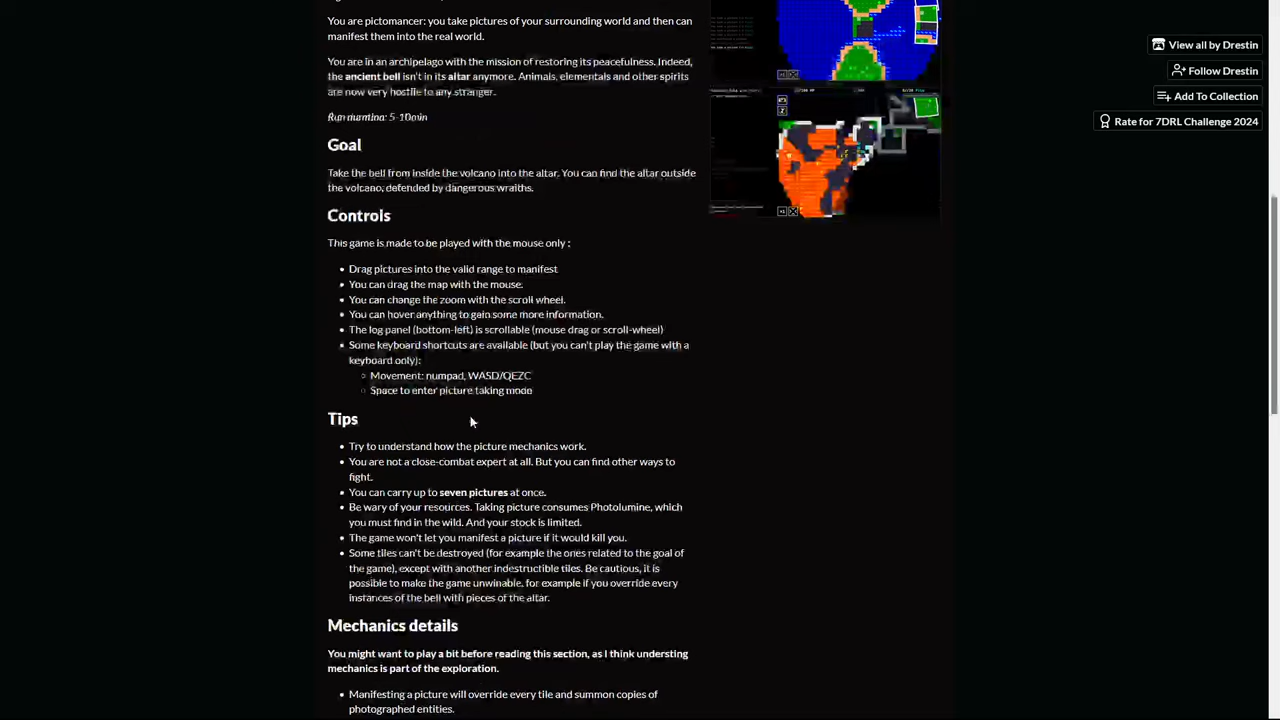 You are pictomancer: you take pictures of your surrounding world and then can
manifest them into the real world.
You are in an archipelago with the mission of restoring its peacefulness. Indeed,
the ancient bell isn't in its altar anymore. Animals, elementals and other spirits
are now very hostile to any stranger.
Run runtime: 5-10min
Goal
Take the bell from inside the volcano into the altar. You can find the altar outside
the volcano, defended by dangerous wraiths.
Controls
This game is made to be played with the mouse only :
Drag pictures into the valid range to manifest
You can drag the map with the mouse.
You can change the zoom with the scroll wheel.
You can hover anything to gain some more information.
The log panel (bottom-left) is scrollable (mouse drag or scroll-wheel)
Some keyboard shortcuts are available (but you can't play the game with a
keyboard only):
Movement: numpad, WASD/QEZC
Space to enter picture taking mode
Tips
Try to understand how the picture mechanics work.
You are not a close-combat expert at all. But you can find other ways to
fight.
You can carry up to seven pictures at once.
Be wary of your resources. Taking picture consumes Photolumine, which
you must find in the wild. And your stock is limited.
The game won't let you manifest a picture if it would kill you.
Some tiles can't be destroyed (for example the ones related to the goal of
the game), except with another indestructible tiles. Be cautious, it is
possible to make the game unwinable, for example if you override every
instances of the bell with pieces of the altar.
Mechanics details
You might want to play a bit before reading this section, as I think understing
mechanics is part of the exploration.
Manifesting a picture will override every tile and summon copies of
photographed entities.
View all by Drestin
Follow Drestin
Add To Collection
Rate for 7DRL Challenge 2024